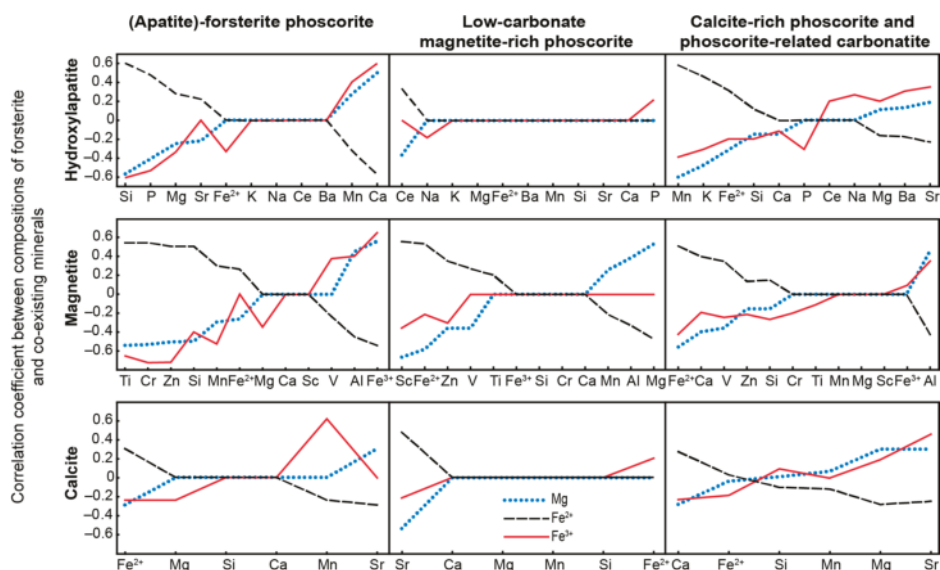 (Apatite)-forsterite phoscorite
Low-carbonate
magnetite-rich phoscorite
Calcite-rich phoscorite and
phoscorite-related carbonatite
Correlation coefficient between compositions of forsterite
and co-existing minerals
Hydroxylapatite
0.6
0.4
0.2
0
−0.2
−0.4
−0.6
Si P Mg Sr Fe²⁺ K Na Ce Ba Mn Ca
Ce Na K Mg Fe²⁺ Ba Mn Si Sr Ca P
Mn K Fe²⁺ Si Ca P Ce Na Mg Ba Sr
Magnetite
0.6
0.4
0.2
0
−0.2
−0.4
−0.6
Ti Cr Zn Si Mn Fe²⁺ Mg Ca Sc V Al Fe³⁺
Sc Fe²⁺ Zn V Ti Fe³⁺ Si Cr Ca Mn Al Mg
Fe²⁺ Ca V Zn Si Cr Ti Mn Mg Sc Fe³⁺ Al
Calcite
0.6
0.4
0.2
0
−0.2
−0.4
−0.6
Mg
Fe²⁺
Fe³⁺
Fe²⁺ Mg Si Ca Mn Sr
Sr Ca Mg Mn Si Fe²⁺
Ca Fe²⁺ Si Mn Mg Sr